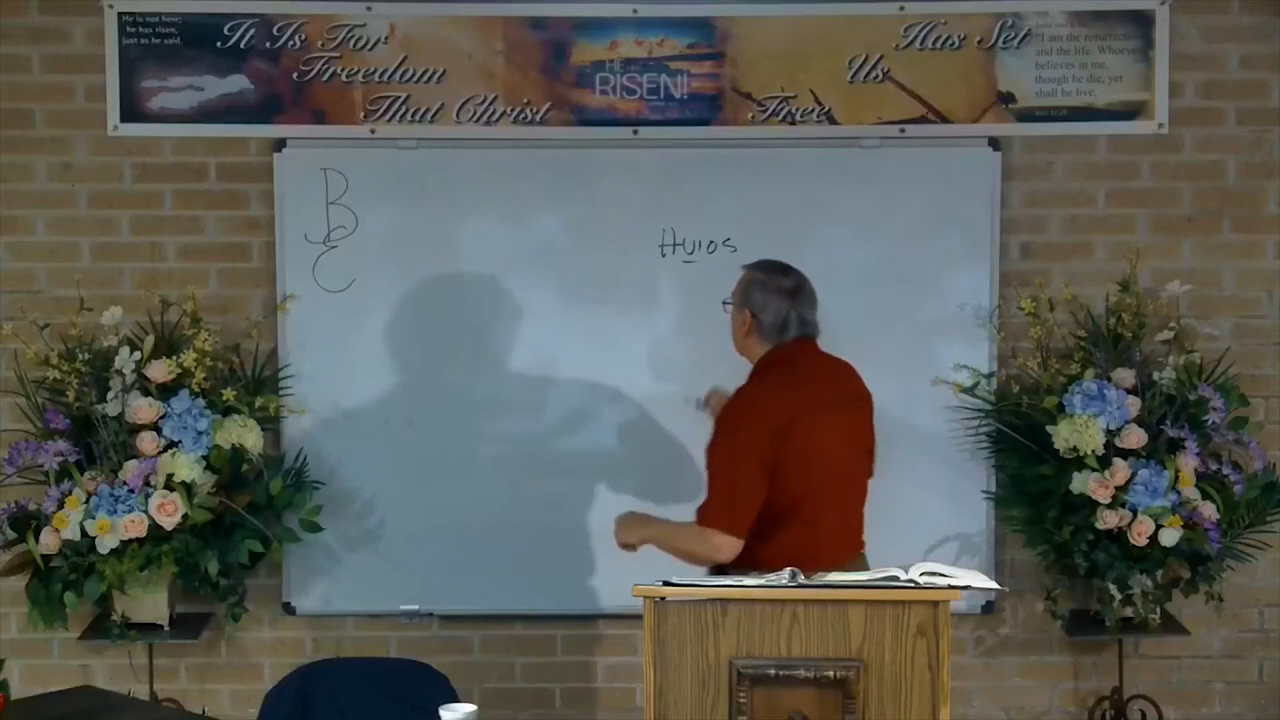 He is not here;
he has risen,
just as he said.
It Is For
Freedom
That Christ
HE
RISEN!
Has Set
Us
Free
"I am the resurrect
and the life. Whoever
believes in me,
though he die, yet
shall he live,
B
E
Huios